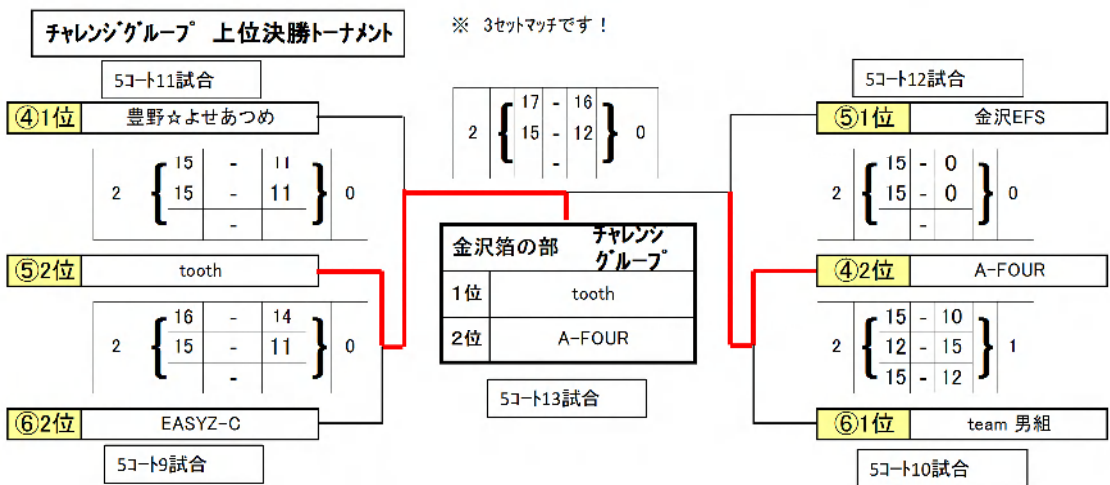 チャレンジグループ 上位決勝トーナメント
※ 3セットマッチです！
5コート11試合
④1位 豊野☆よせあつめ
2 { 15 - 11 } 0
15 - 11
-
⑤2位 tooth
2 { 16 - 14 } 0
15 - 11
-
⑥2位 EASYZ-C
5コート9試合
2 { 17 - 16 } 0
15 - 12
-
金沢箔の部 チャレンジグループ
1位 tooth
2位 A-FOUR
5コート13試合
5コート12試合
⑤1位 金沢EFS
2 { 15 - 0 } 0
15 - 0
-
④2位 A-FOUR
2 { 15 - 10 } 1
12 - 15
15 - 12
⑥1位 team 男組
5コート10試合